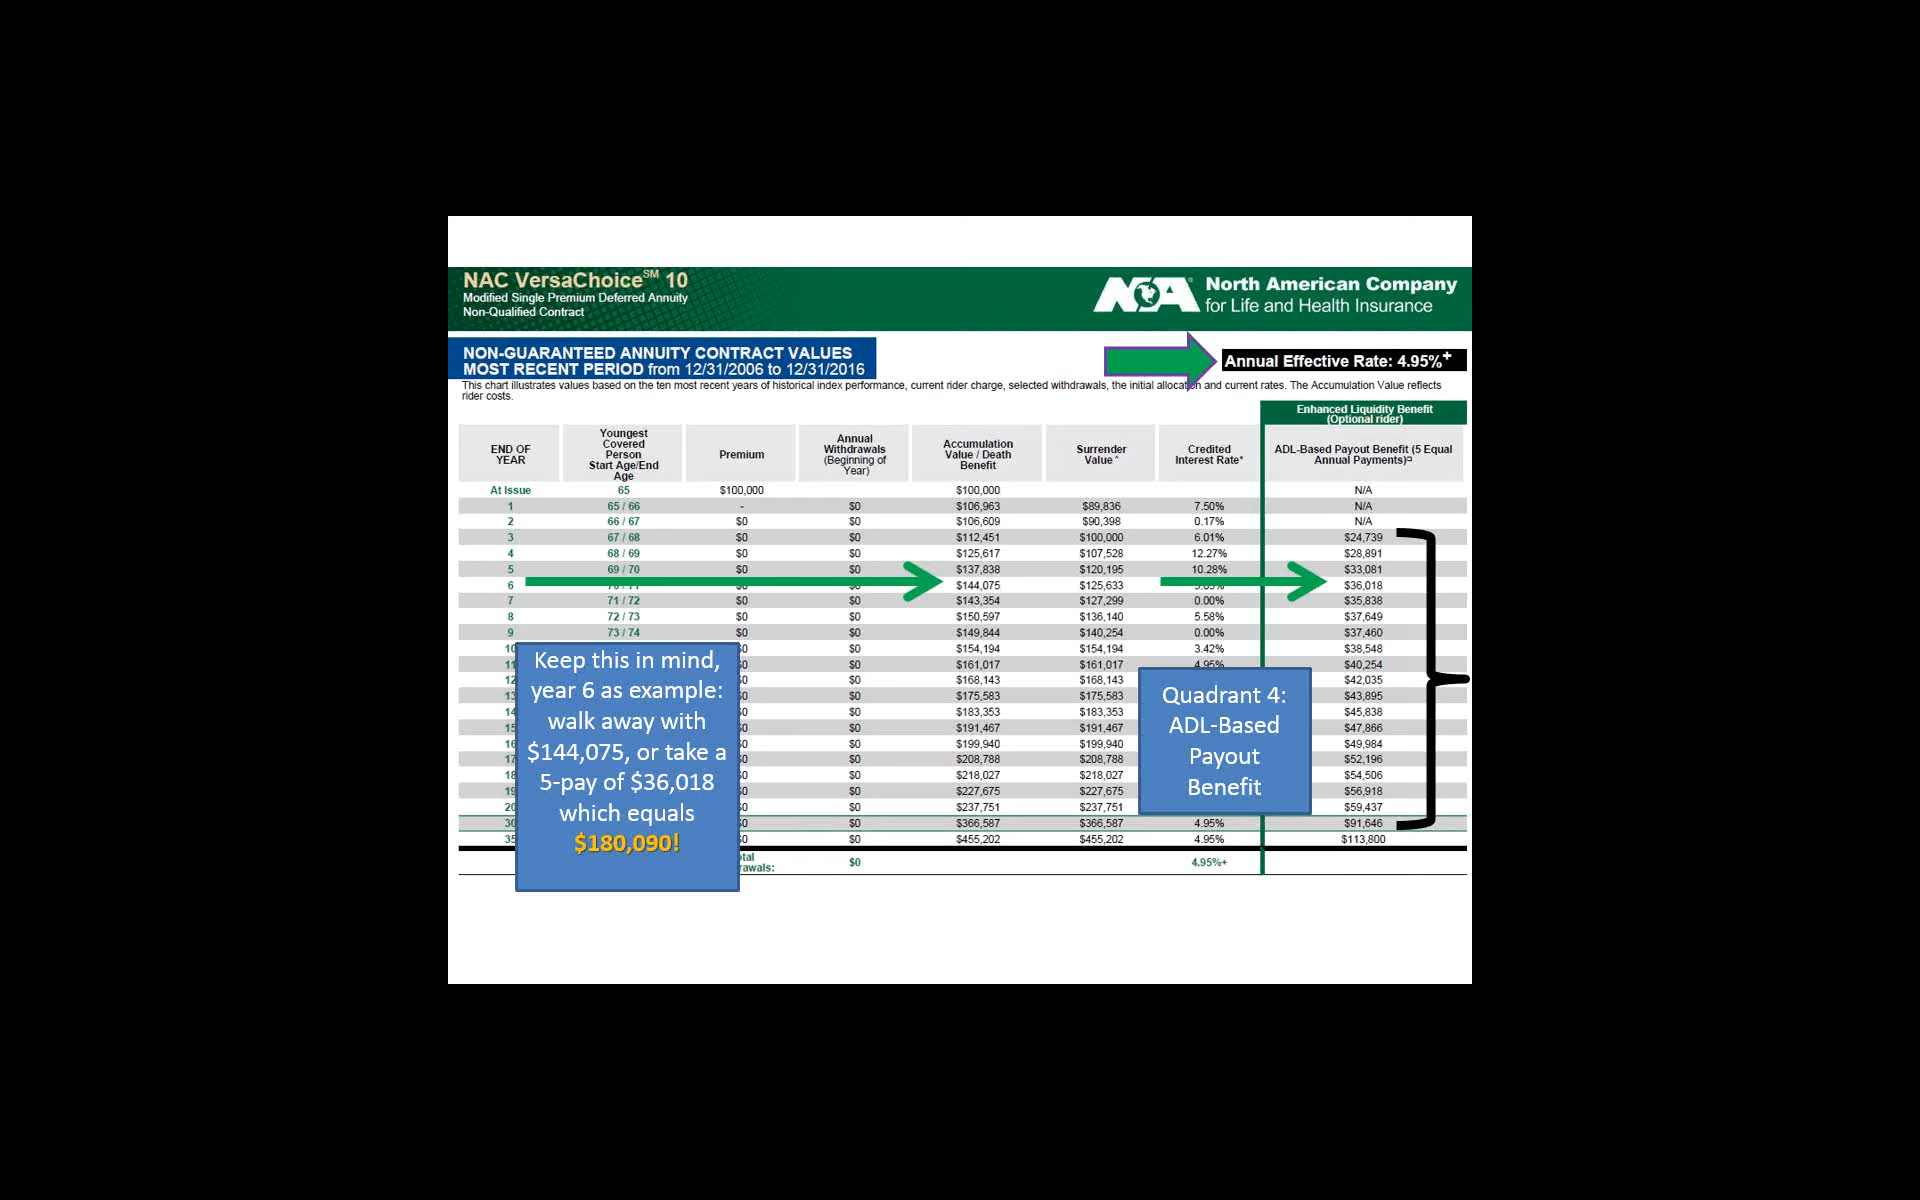 NAC VersaChoice℠ 10
Modified Single Premium Deferred Annuity
Non-Qualified Contract
NAC
North American Company
for Life and Health Insurance
NON-GUARANTEED ANNUITY CONTRACT VALUES
MOST RECENT PERIOD from 12/31/2006 to 12/31/2016
Annual Effective Rate: 4.95%+
This chart illustrates values based on the ten most recent years of historical index performance, current rider charge, selected withdrawals, the initial allocation and current rates. The Accumulation Value reflects
rider costs.
Enhanced Liquidity Benefit
(Optional rider)
END OF YEAR Youngest Covered Person Start Age/End Age Premium Annual Withdrawals (Beginning of Year) Accumulation Value / Death Benefit Surrender Value ^ Credited Interest Rate* ADL-Based Payout Benefit (5 Equal Annual Payments)¤
At Issue 65 $100,000 $100,000 N/A
1 65 / 66 - $0 $106,963 $89,836 7.50% N/A
2 66 / 67 $0 $0 $106,609 $90,398 0.17% N/A
3 67 / 68 $0 $0 $112,451 $100,000 6.01% $24,739
4 68 / 69 $0 $0 $125,617 $107,528 12.27% $28,891
5 69 / 70 $0 $0 $137,838 $120,195 10.28% $33,081
6 $144,075 $125,633 $36,018
7 71 / 72 $0 $0 $143,354 $127,299 0.00% $35,838
8 72 / 73 $0 $0 $150,597 $136,140 5.58% $37,649
9 73 / 74 $0 $0 $149,844 $140,254 0.00% $37,460
10 $0 $154,194 $154,194 3.42% $38,548
11 $0 $161,017 $161,017 4.95% $40,254
12 $0 $168,143 $168,143 $42,035
13 $0 $175,583 $175,583 $43,895
14 $0 $183,353 $183,353 $45,838
15 $0 $191,467 $191,467 $47,866
16 $0 $199,940 $199,940 $49,984
17 $0 $208,788 $208,788 $52,196
18 $0 $218,027 $218,027 $54,506
19 $0 $227,675 $227,675 $56,918
20 $0 $237,751 $237,751 $59,437
30 $0 $366,587 $366,587 4.95% $91,646
35 $0 $455,202 $455,202 4.95% $113,800
$0 4.95%+
Keep this in mind,
year 6 as example:
walk away with
$144,075, or take a
5-pay of $36,018
which equals
$180,090!
Quadrant 4:
ADL-Based
Payout
Benefit